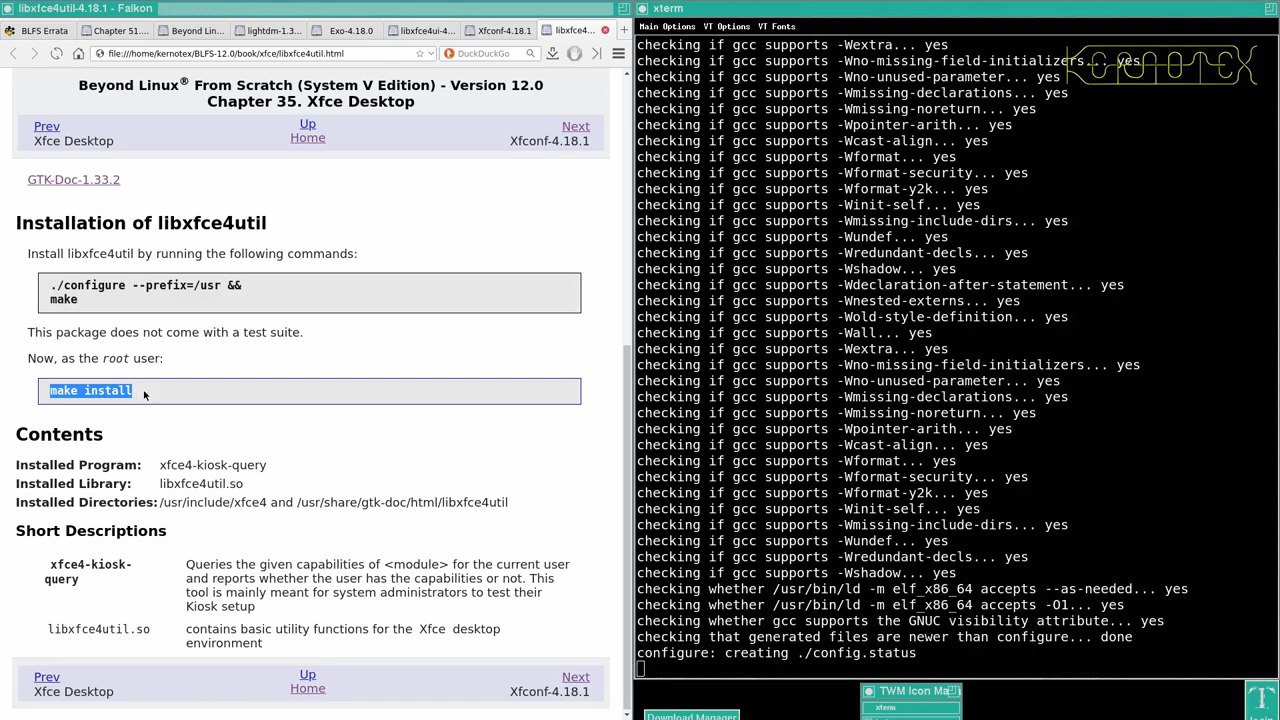 libxfce4util-4.18.1 - Falkon
BLFS Errata
Chapter 51....
Beyond Lin...
lightdm-1.3...
Exo-4.18.0
libxfce4ui-4...
Xfconf-4.18.1
libxfce4...
file:///home/kernotex/BLFS-12.0/book/xfce/libxfce4util.html
DuckDuckGo
Beyond Linux® From Scratch (System V Edition) - Version 12.0
Chapter 35. Xfce Desktop
Prev
Up
Next
Xfce Desktop
Home
Xfconf-4.18.1
GTK-Doc-1.33.2
Installation of libxfce4util
Install libxfce4util by running the following commands:
./configure --prefix=/usr &&
make
This package does not come with a test suite.
Now, as the root user:
make install
Contents
Installed Program: xfce4-kiosk-query
Installed Library: libxfce4util.so
Installed Directories: /usr/include/xfce4 and /usr/share/gtk-doc/html/libxfce4util
Short Descriptions
xfce4-kiosk-
query
Queries the given capabilities of <module> for the current user
and reports whether the user has the capabilities or not. This
tool is mainly meant for system administrators to test their
Kiosk setup
libxfce4util.so
contains basic utility functions for the Xfce desktop
environment
Prev
Up
Next
Xfce Desktop
Home
Xfconf-4.18.1
xterm
Main Options VT Options VT Fonts
KERNOTEX
checking if gcc supports -Wextra... yes
checking if gcc supports -Wno-missing-field-initializers... yes
checking if gcc supports -Wno-unused-parameter... yes
checking if gcc supports -Wmissing-declarations... yes
checking if gcc supports -Wmissing-noreturn... yes
checking if gcc supports -Wpointer-arith... yes
checking if gcc supports -Wcast-align... yes
checking if gcc supports -Wformat... yes
checking if gcc supports -Wformat-security... yes
checking if gcc supports -Wformat-y2k... yes
checking if gcc supports -Winit-self... yes
checking if gcc supports -Wmissing-include-dirs... yes
checking if gcc supports -Wundef... yes
checking if gcc supports -Wredundant-decls... yes
checking if gcc supports -Wshadow... yes
checking if gcc supports -Wdeclaration-after-statement... yes
checking if gcc supports -Wnested-externs... yes
checking if gcc supports -Wold-style-definition... yes
checking if gcc supports -Wall... yes
checking if gcc supports -Wextra... yes
checking if gcc supports -Wno-missing-field-initializers... yes
checking if gcc supports -Wno-unused-parameter... yes
checking if gcc supports -Wmissing-declarations... yes
checking if gcc supports -Wmissing-noreturn... yes
checking if gcc supports -Wpointer-arith... yes
checking if gcc supports -Wcast-align... yes
checking if gcc supports -Wformat... yes
checking if gcc supports -Wformat-security... yes
checking if gcc supports -Wformat-y2k... yes
checking if gcc supports -Winit-self... yes
checking if gcc supports -Wmissing-include-dirs... yes
checking if gcc supports -Wundef... yes
checking if gcc supports -Wredundant-decls... yes
checking if gcc supports -Wshadow... yes
checking whether /usr/bin/ld -m elf_x86_64 accepts --as-needed... yes
checking whether /usr/bin/ld -m elf_x86_64 accepts -O1... yes
checking whether gcc supports the GNUC visibility attribute... yes
checking that generated files are newer than configure... done
configure: creating ./config.status
TWM Icon Ma
xterm
Download Manager